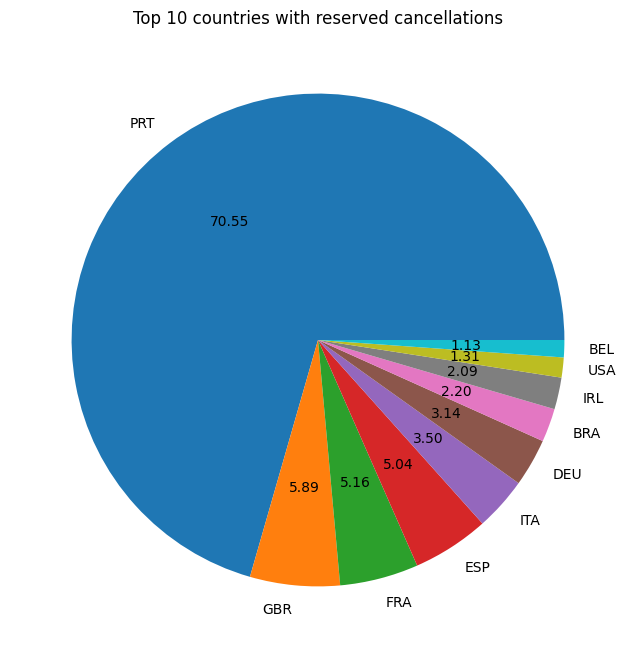 Top 10 countries with reserved cancellations
PRT
70.55
1.13
BEL
1.31
USA
2.09
IRL
2.20
BRA
3.14
DEU
3.50
ITA
5.04
ESP
5.16
FRA
5.89
GBR